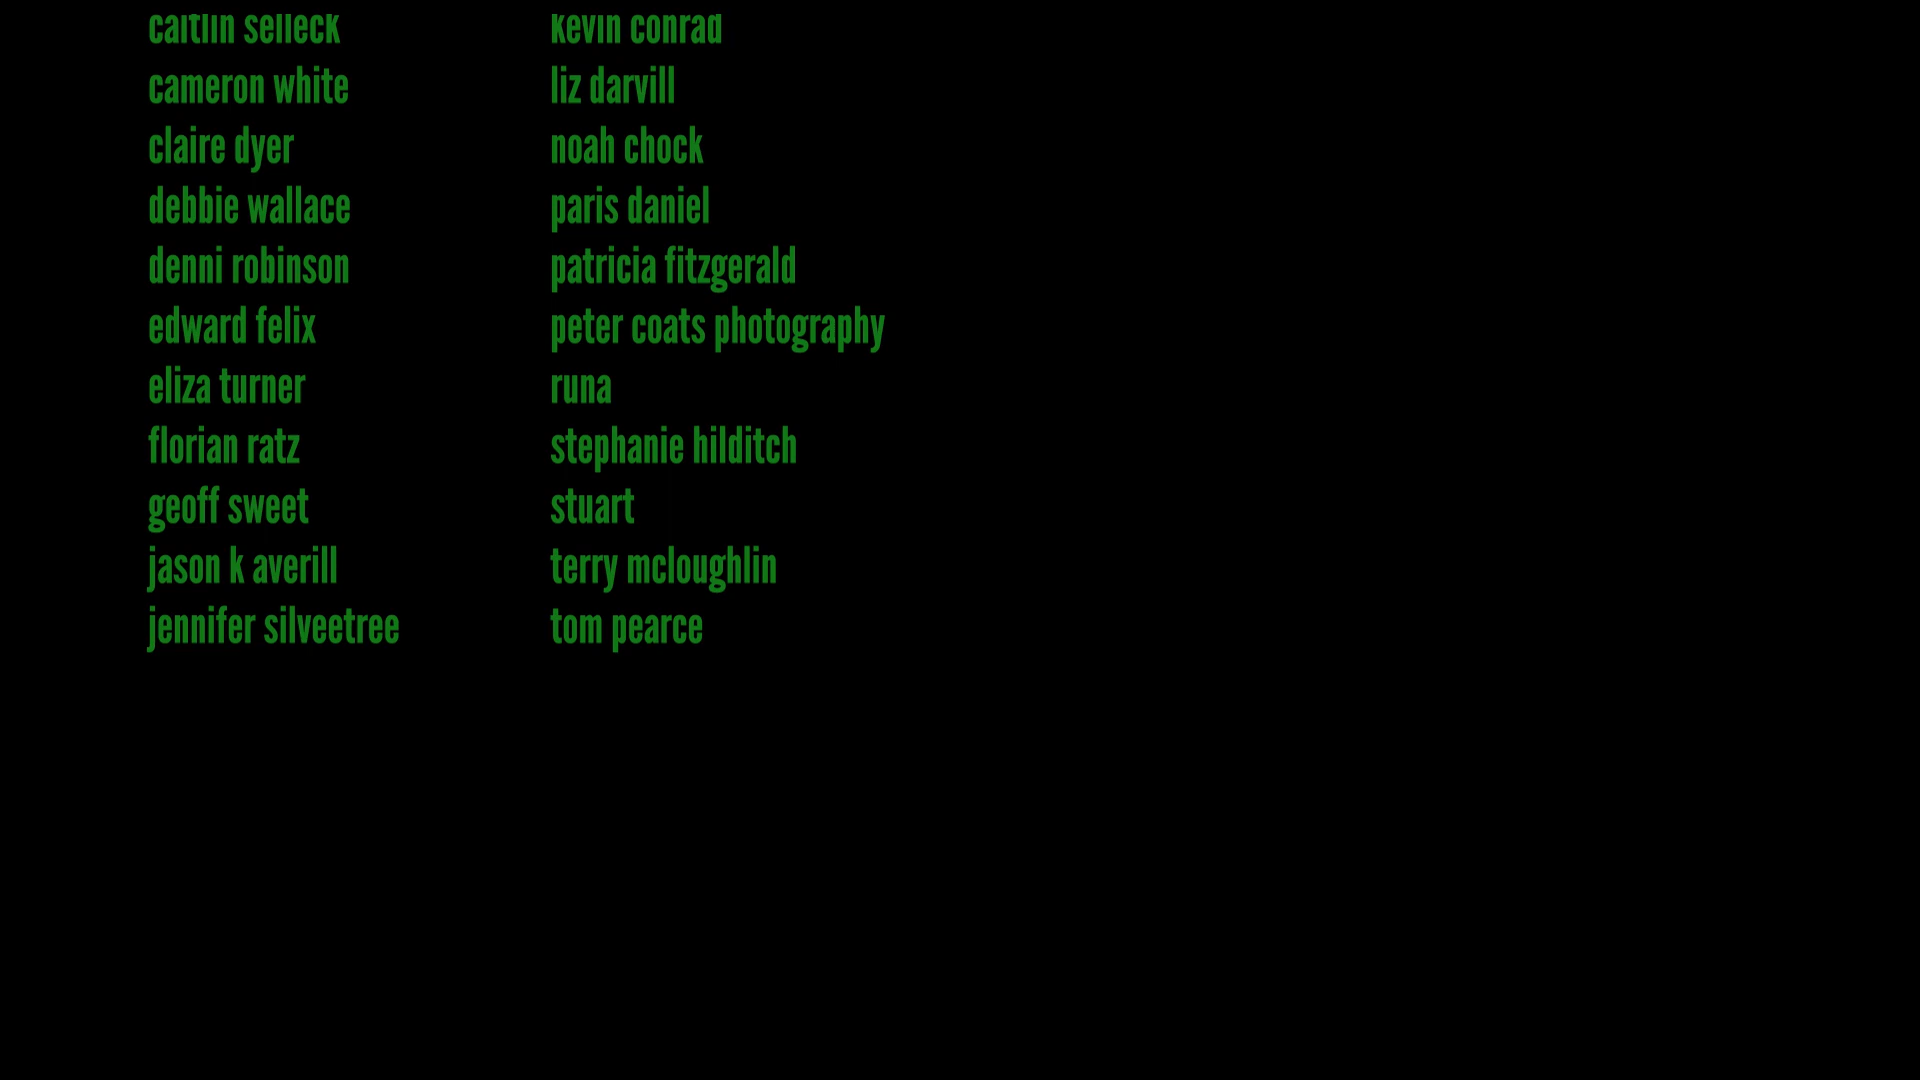 caitlin selleck
cameron white
claire dyer
debbie wallace
denni robinson
edward felix
eliza turner
florian ratz
geoff sweet
jason k averill
jennifer silveetree
kevin conrad
liz darvill
noah chock
paris daniel
patricia fitzgerald
peter coats photography
runa
stephanie hilditch
stuart
terry mcloughlin
tom pearce